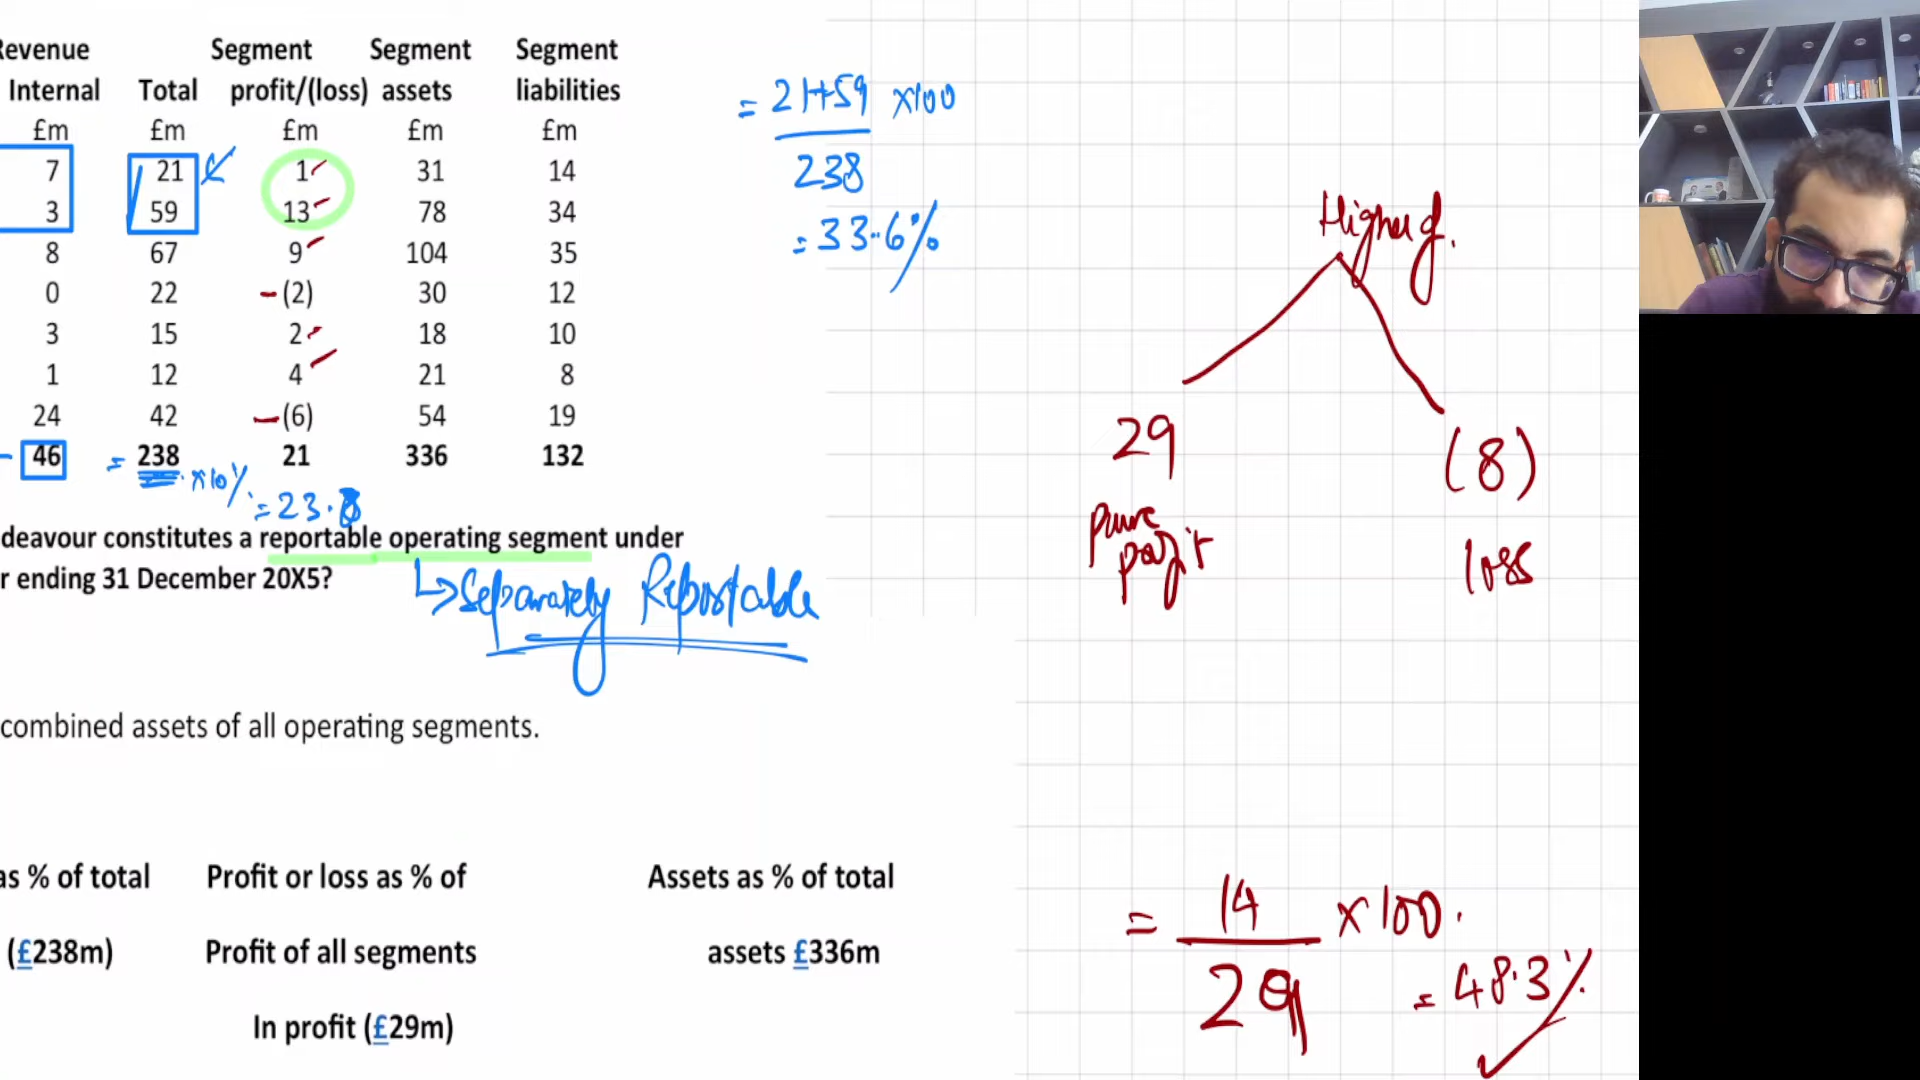 Revenue Segment Segment Segment
Internal Total profit/(loss) assets liabilities
£m £m £m £m £m
7 21 1 31 14
3 59 13 78 34
8 67 9 104 35
0 22 (2) 30 12
3 15 2 18 10
1 12 4 21 8
24 42 (6) 54 19
46 = 238 21 336 132
x10% = 23.8
= 21+59 x100
238
= 33.6%
deavour constitutes a reportable operating segment under
r ending 31 December 20X5?
Separately Reportable
combined assets of all operating segments.
as % of total Profit or loss as % of Assets as % of total
(£238m) Profit of all segments assets £336m
In profit (£29m)
Higher of.
29 (8)
pure profit loss
= 14 x100.
29
= 48.3%